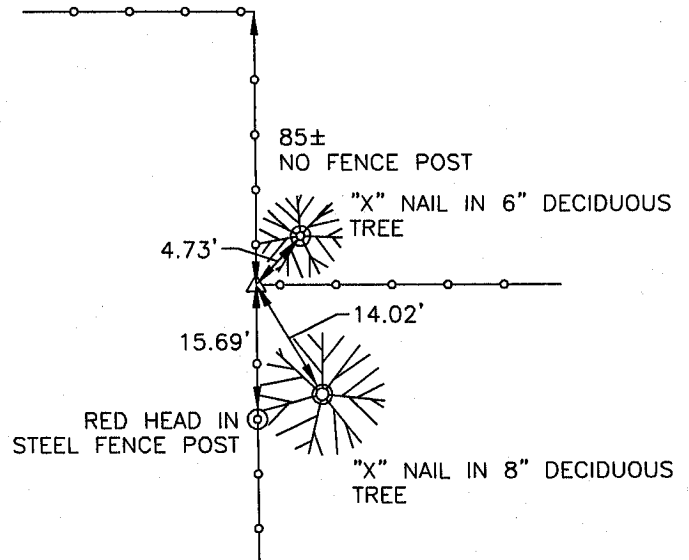 85±
NO FENCE POST
"X" NAIL IN 6" DECIDUOUS
TREE
4.73'
14.02'
15.69'
RED HEAD IN
STEEL FENCE POST
"X" NAIL IN 8" DECIDUOUS
TREE